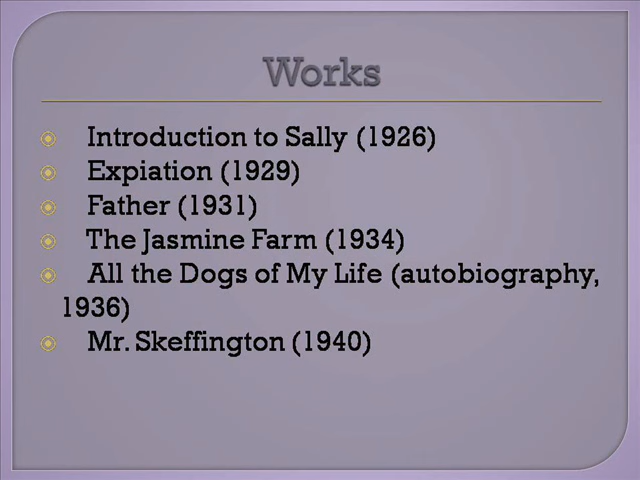 Works
Introduction to Sally (1926)
Expiation (1929)
Father (1931)
The Jasmine Farm (1934)
All the Dogs of My Life (autobiography,
1936)
Mr. Skeffington (1940)